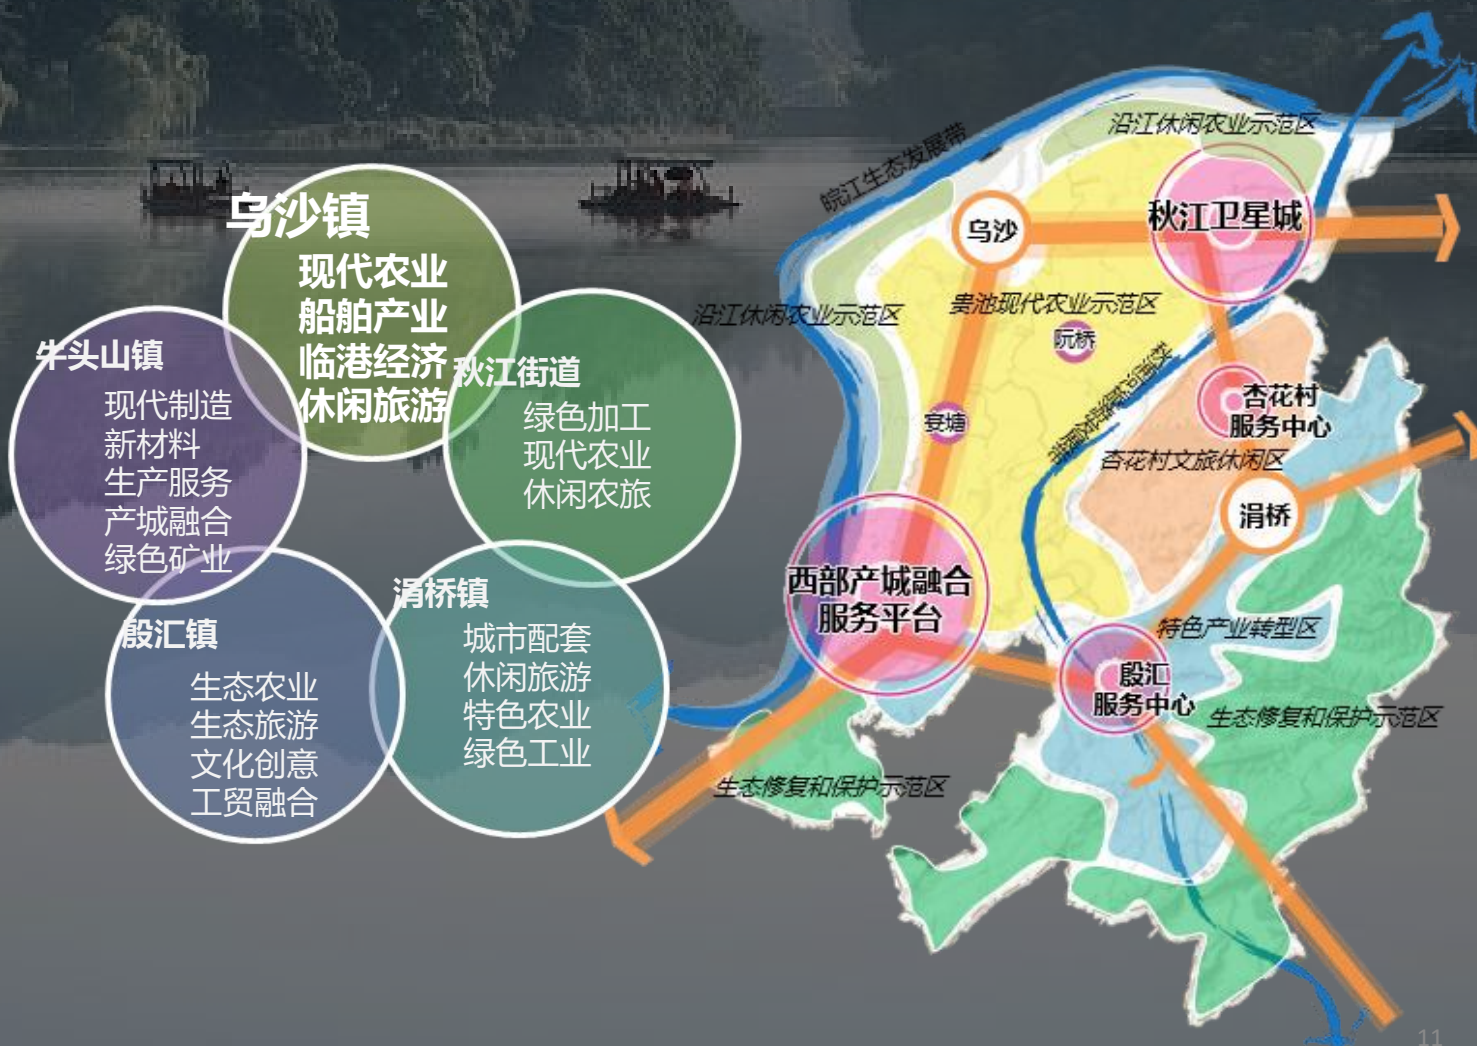 乌沙镇
现代农业
船舶产业
临港经济
休闲旅游
牛头山镇
现代制造
新材料
生产服务
产城融合
绿色矿业
秋江街道
绿色加工
现代农业
休闲农旅
殷汇镇
生态农业
生态旅游
文化创意
工贸融合
涓桥镇
城市配套
休闲旅游
特色农业
绿色工业
沿江休闲农业示范区
皖江生态发展带
秋江卫星城
乌沙
沿江休闲农业示范区
贵池现代农业示范区
阮桥
杏花村
服务中心
安塘
杏花村文旅休闲区
涓桥
西部产城融合
服务平台
特色产业转型区
殷汇
服务中心
生态修复和保护示范区
生态修复和保护示范区
11